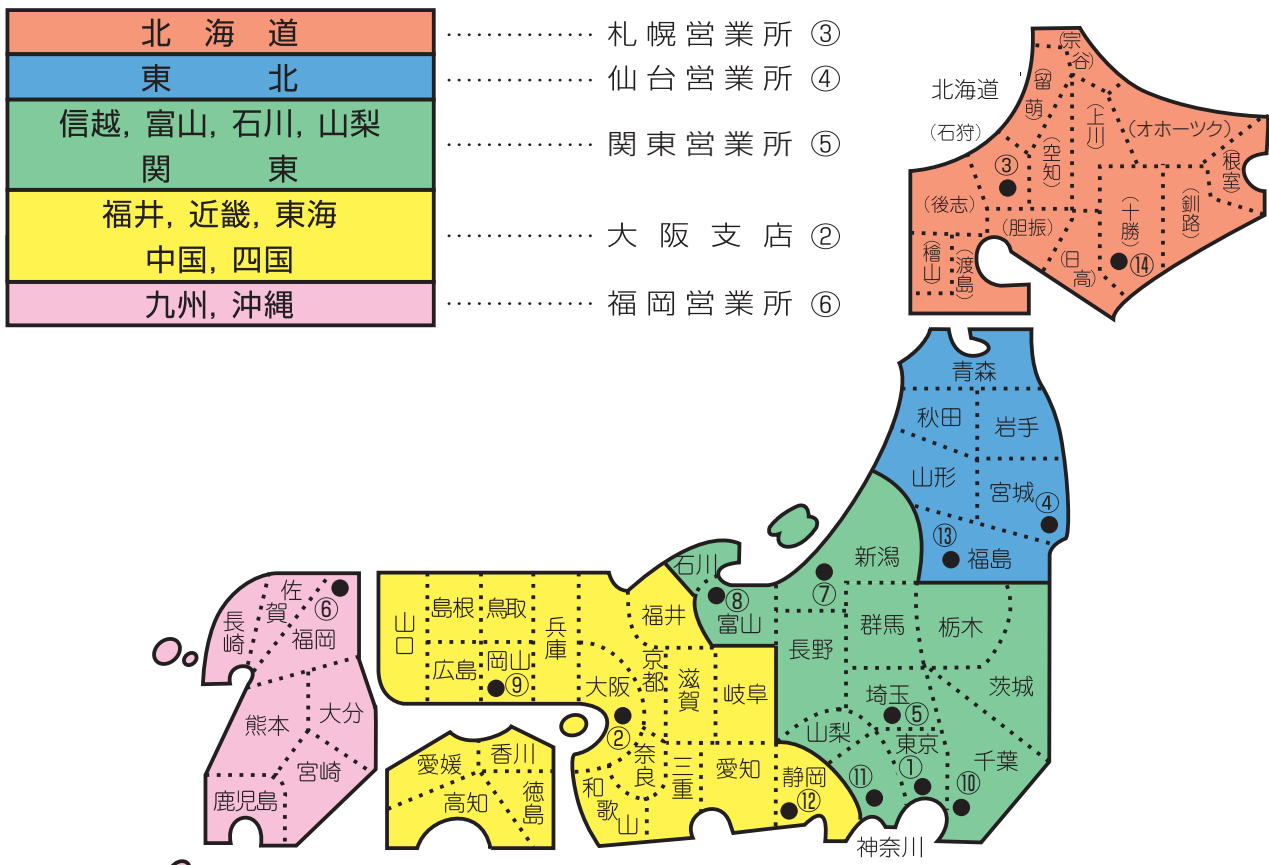 北海道 …………… 札幌営業所 ③
東北 …………… 仙台営業所 ④
信越, 富山, 石川, 山梨
関東 …………… 関東営業所 ⑤
福井, 近畿, 東海
中国, 四国 …………… 大阪支店 ②
九州, 沖縄 …………… 福岡営業所 ⑥
(宗谷)
北海道
(留萌)
(上川)
(オホーツク)
(石狩)
(空知)
(根室)
③
(後志)
(胆振)
(十勝)
(釧路)
(檜山)
(渡島)
(日高)
⑭
青森
秋田
岩手
山形
宮城
④
⑬
福島
新潟
⑦
石川
⑧
富山
群馬
栃木
長野
茨城
埼玉
⑤
山梨
東京
①
千葉
⑪
⑩
神奈川
福井
京都
滋賀
岐阜
兵庫
鳥取
島根
山口
広島
岡山
⑨
大阪
②
奈良
三重
愛知
静岡
⑫
和歌山
愛媛
香川
高知
徳島
佐賀
⑥
長崎
福岡
熊本
大分
宮崎
鹿児島